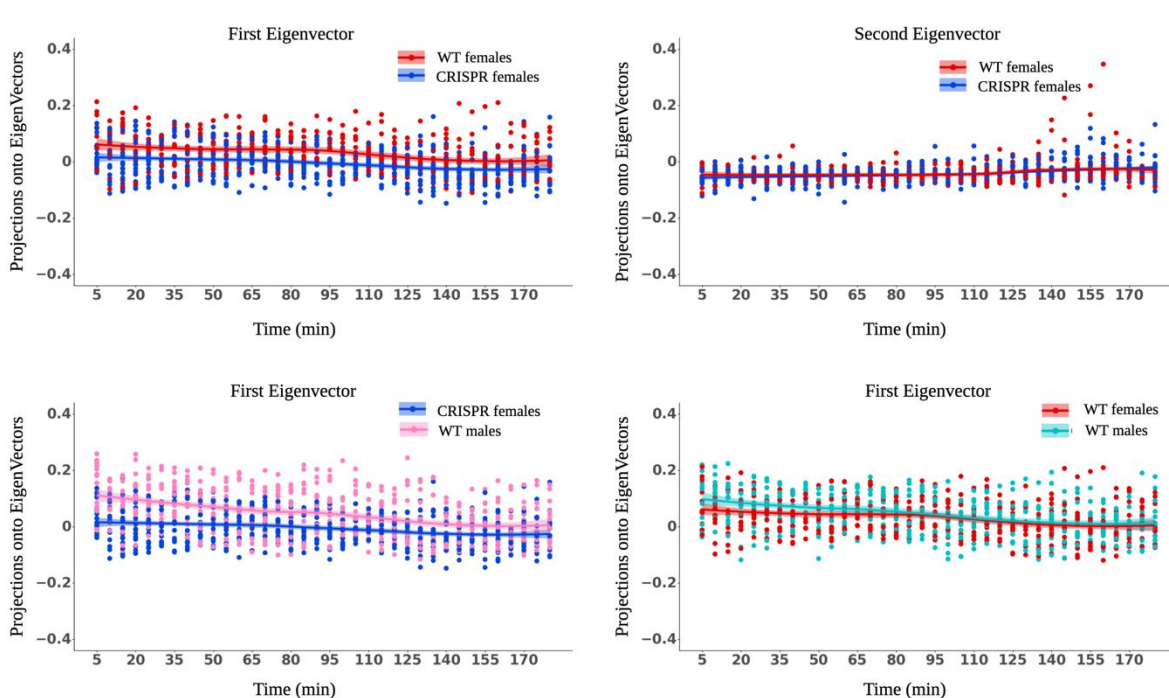 First Eigenvector
WT females
CRISPR females
Projections onto EigenVectors
0.4
0.2
0
−0.2
−0.4
5 20 35 50 65 80 95 110 125 140 155 170
Time (min)
Second Eigenvector
WT females
CRISPR females
Projections onto EigenVectors
0.4
0.2
0
−0.2
−0.4
5 20 35 50 65 80 95 110 125 140 155 170
Time (min)
First Eigenvector
CRISPR females
WT males
Projections onto EigenVectors
0.4
0.2
0
−0.2
−0.4
5 20 35 50 65 80 95 110 125 140 155 170
Time (min)
First Eigenvector
WT females
WT males
Projections onto EigenVectors
0.4
0.2
0
−0.2
−0.4
5 20 35 50 65 80 95 110 125 140 155 170
Time (min)